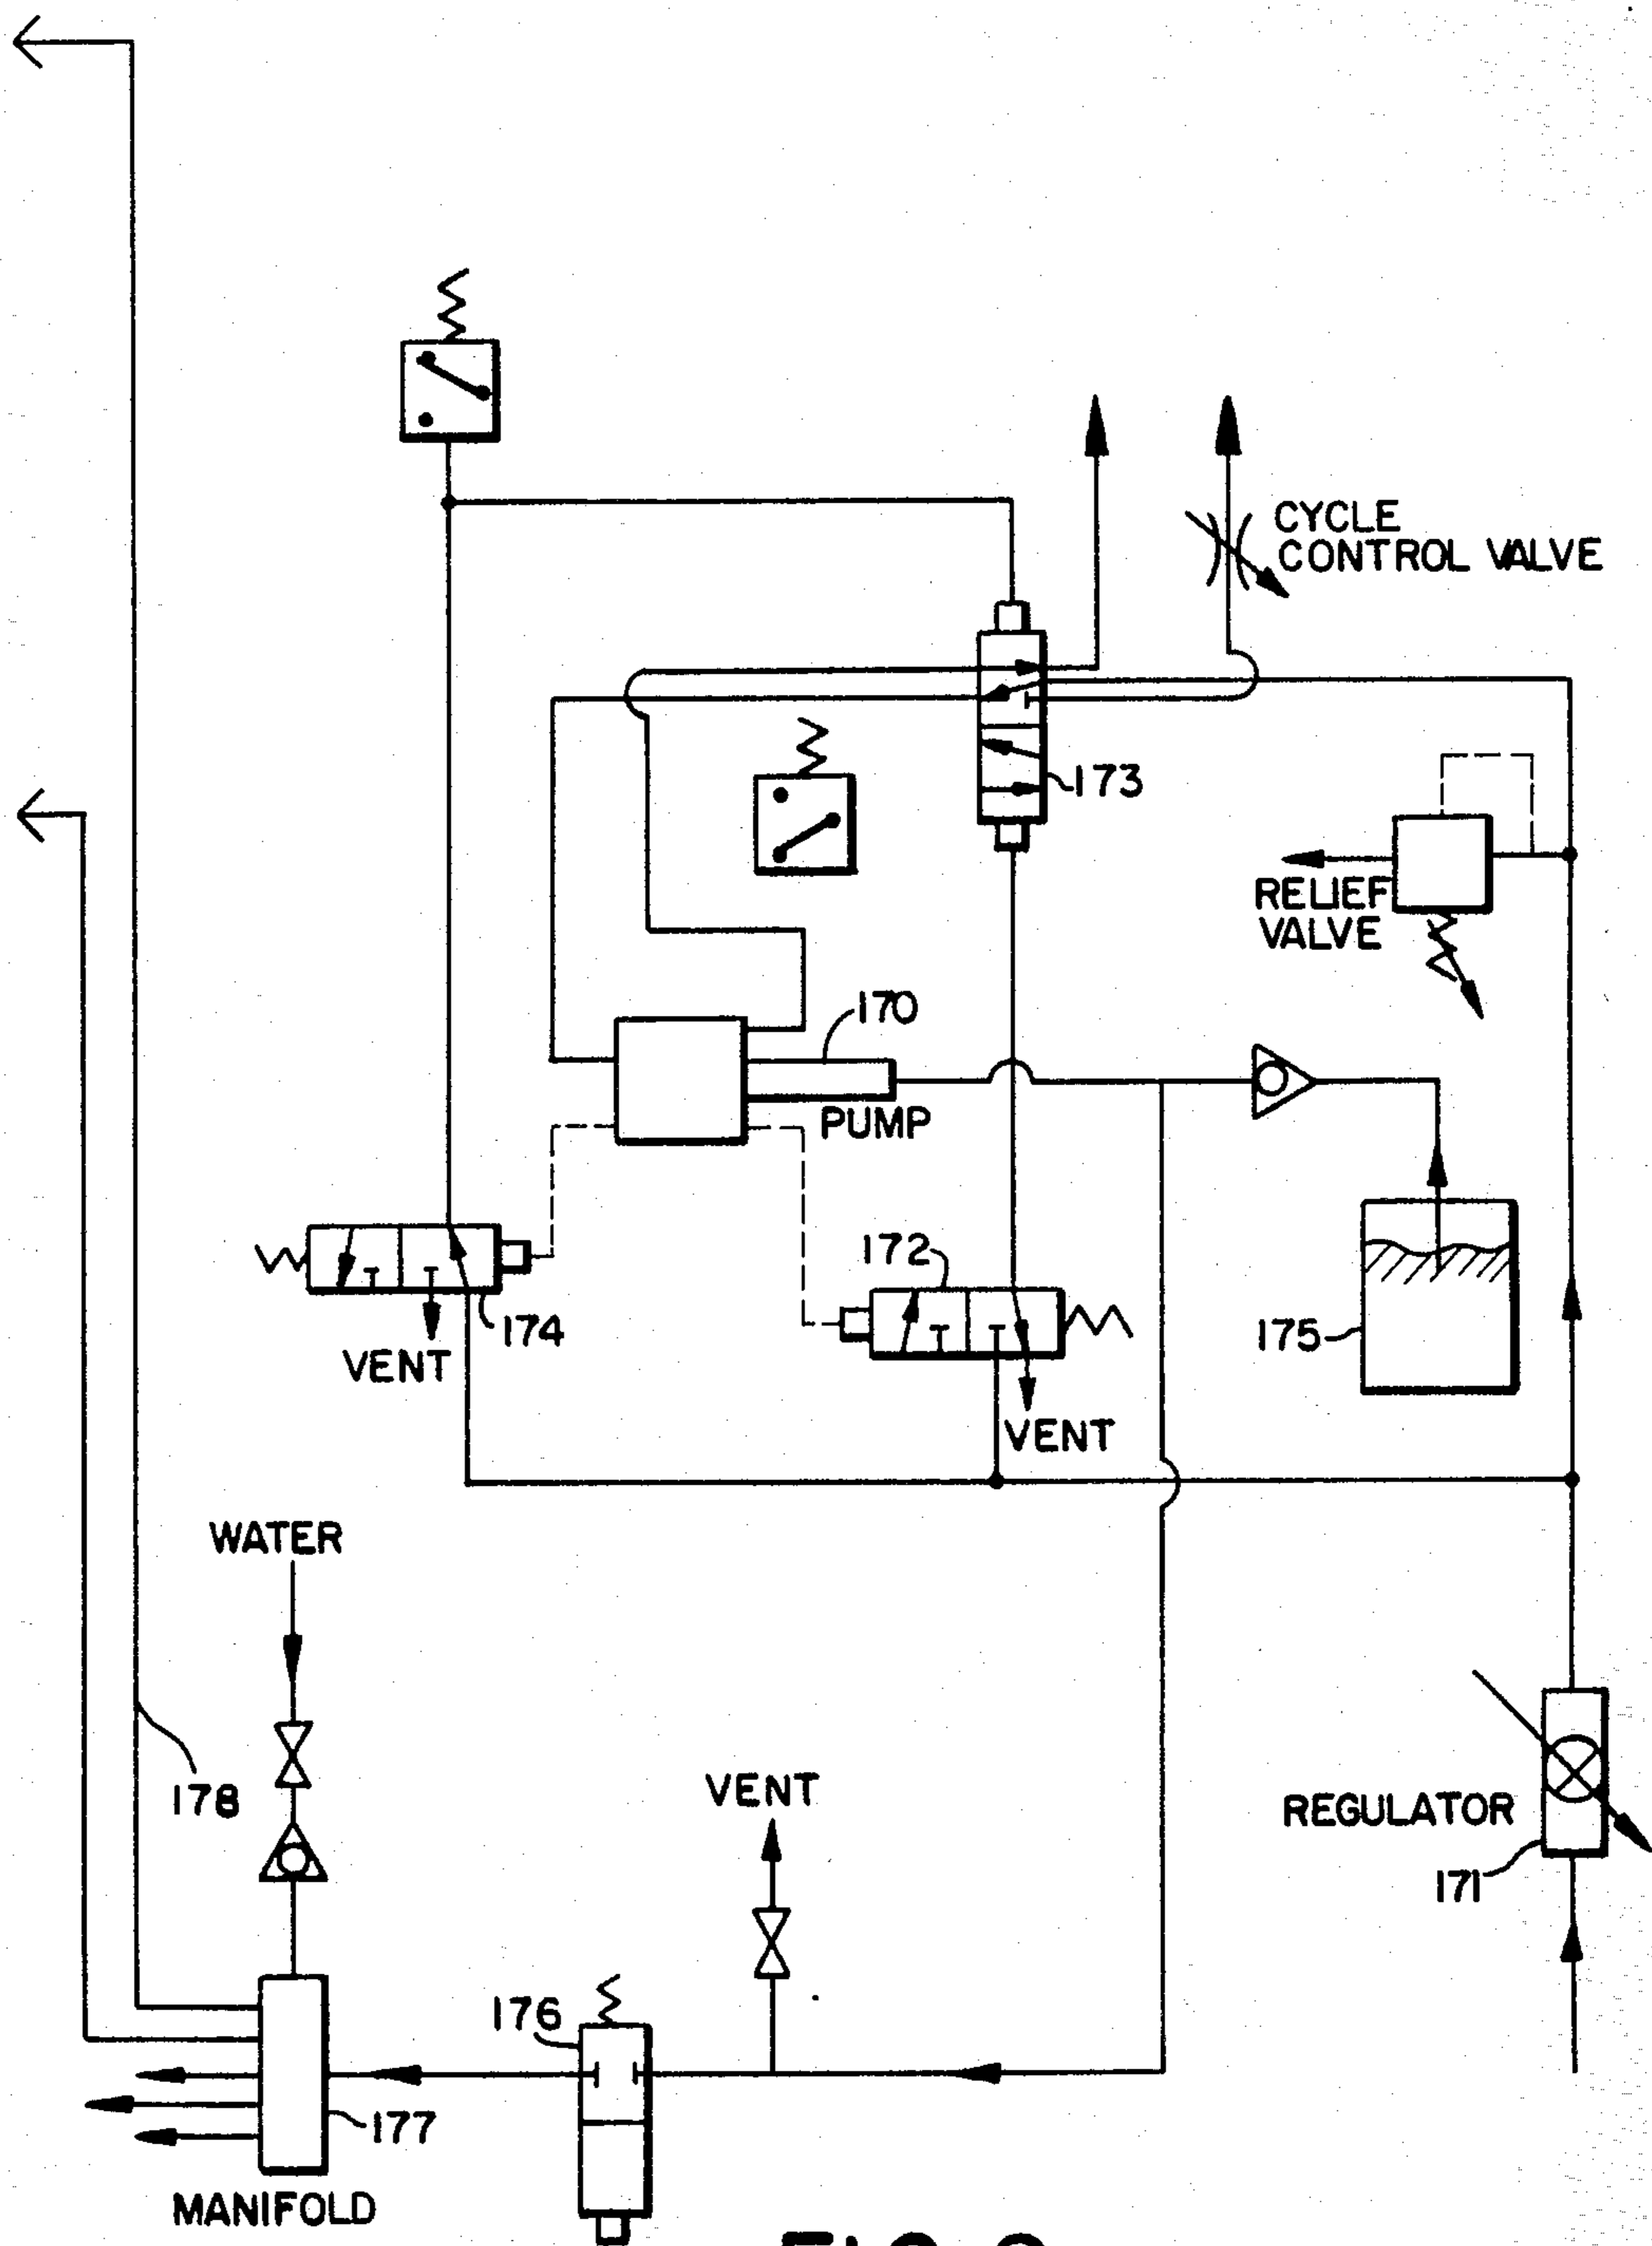 CYCLE
CONTROL VALVE
173
RELIEF
VALVE
170
PUMP
172
174
175
VENT
VENT
WATER
178
VENT
REGULATOR
171
176
177
MANIFOLD